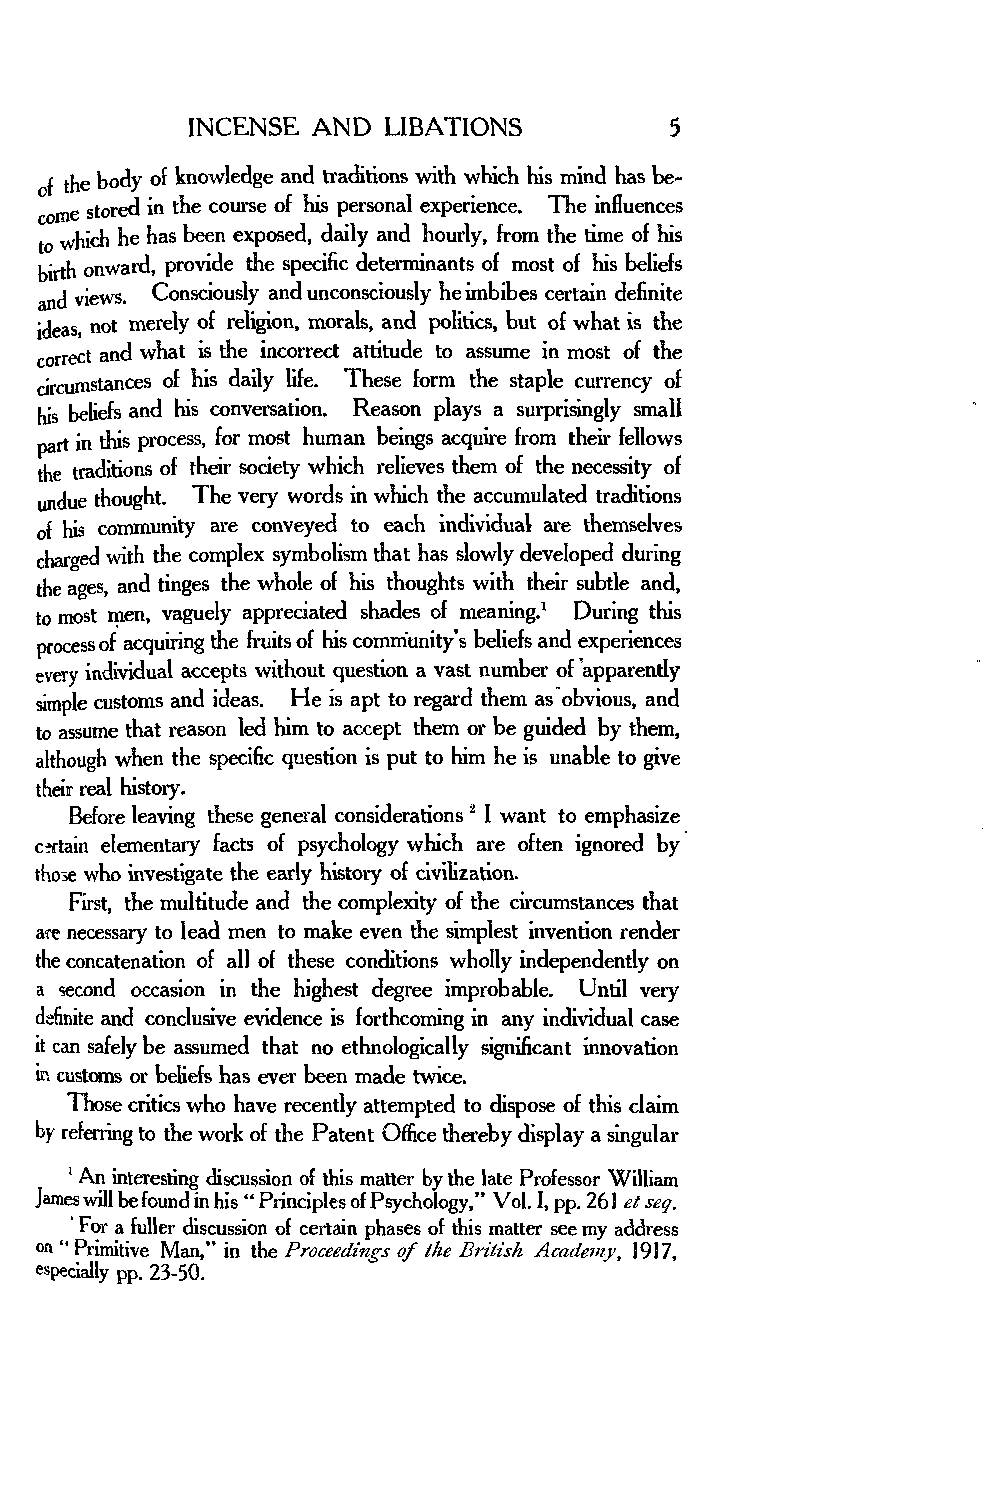 INCENSE AND LIBATIONS 5
of the body of knowledge and traditions with which his mind has be-
come stored in the course of his personal experience. The influences
to which he has been exposed, daily and hourly, from the time of his
birth onward, provide the specific determinants of most of his beliefs
and views. Consciously and unconsciously he imbibes certain definite
ideas, not merely of religion, morals, and politics, but of what is the
correct and what is the incorrect attitude to assume in most of the
circumstances of his daily life. These form the staple currency of
his beliefs and his conversation. Reason plays a surprisingly small
part in this process, for most human beings acquire from their fellows
the traditions of their society which relieves them of the necessity of
undue thought. The very words in which the accumulated traditions
of his community are conveyed to each individual are themselves
charged with the complex symbolism that has slowly developed during
the ages, and tinges the whole of his thoughts with their subtle and,
to most men, vaguely appreciated shades of meaning.¹ During this
process of acquiring the fruits of his community's beliefs and experiences
every individual accepts without question a vast number of apparently
simple customs and ideas. He is apt to regard them as obvious, and
to assume that reason led him to accept them or be guided by them,
although when the specific question is put to him he is unable to give
their real history.
Before leaving these general considerations ² I want to emphasize
certain elementary facts of psychology which are often ignored by
those who investigate the early history of civilization.
First, the multitude and the complexity of the circumstances that
are necessary to lead men to make even the simplest invention render
the concatenation of all of these conditions wholly independently on
a second occasion in the highest degree improbable. Until very
definite and conclusive evidence is forthcoming in any individual case
it can safely be assumed that no ethnologically significant innovation
in customs or beliefs has ever been made twice.
Those critics who have recently attempted to dispose of this claim
by referring to the work of the Patent Office thereby display a singular
¹ An interesting discussion of this matter by the late Professor William
James will be found in his "Principles of Psychology," Vol. I, pp. 261 et seq.
² For a fuller discussion of certain phases of this matter see my address
on "Primitive Man," in the Proceedings of the British Academy, 1917,
especially pp. 23-50.